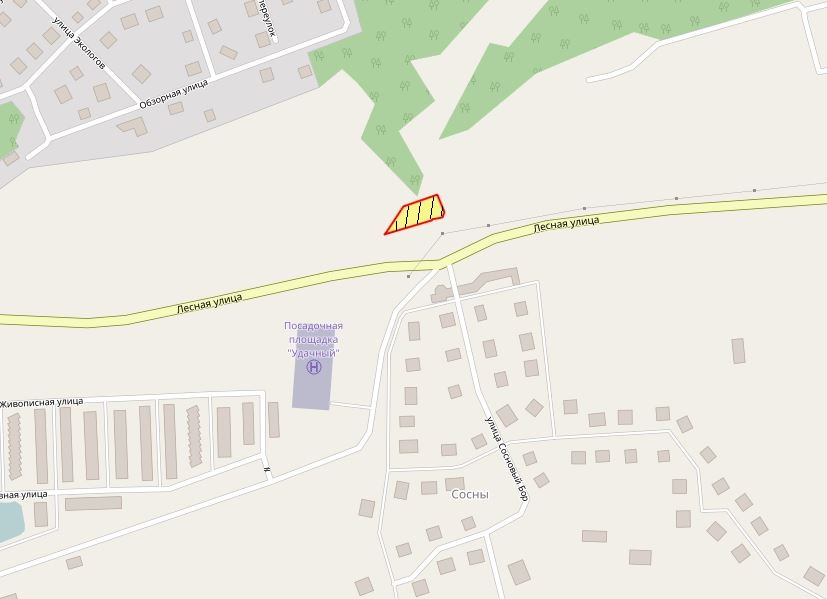 улица Экологов
переулок
Обзорная улица
Лесная улица
Лесная улица
Посадочная
площадка
"Удачный"
H
Живописная улица
вная улица
я
улица Сосновый Бор
Сосны